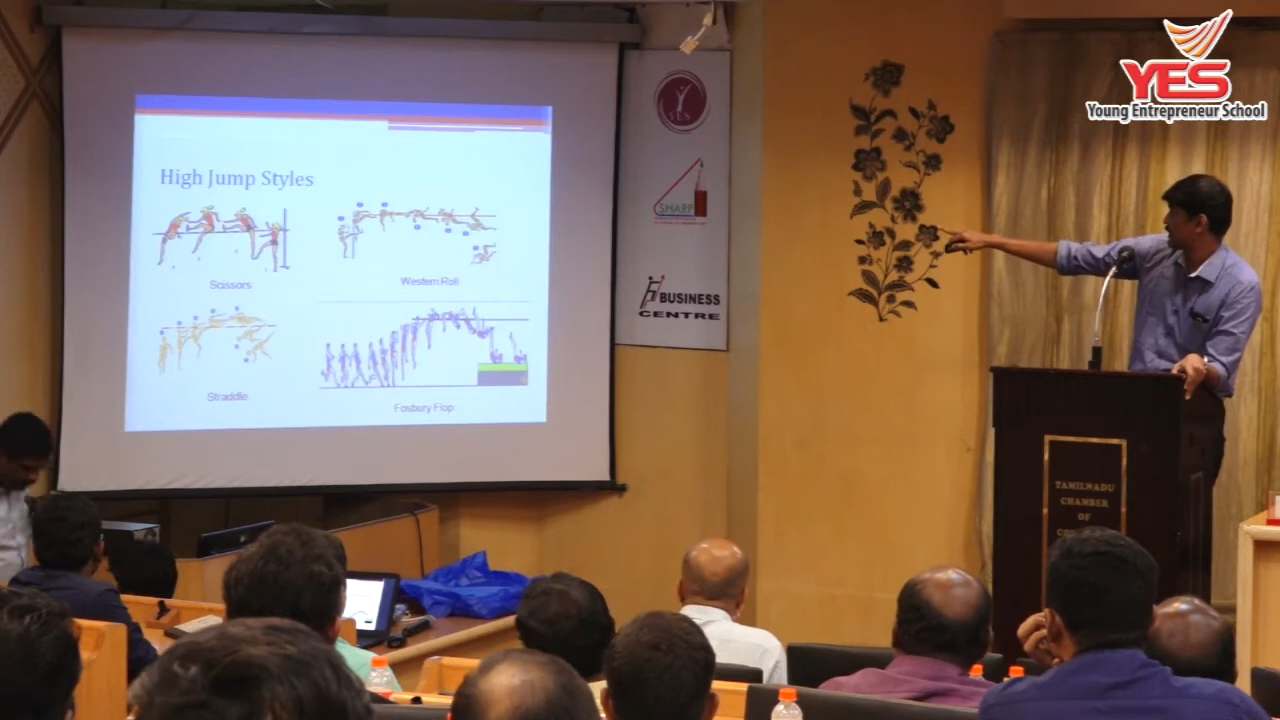 High Jump Styles
Scissors
Western Roll
Straddle
Fosbury Flop
YES
SHARP
BUSINESS
CENTRE
YES
Young Entrepreneur School
TAMILNADU
CHAMBER
OF